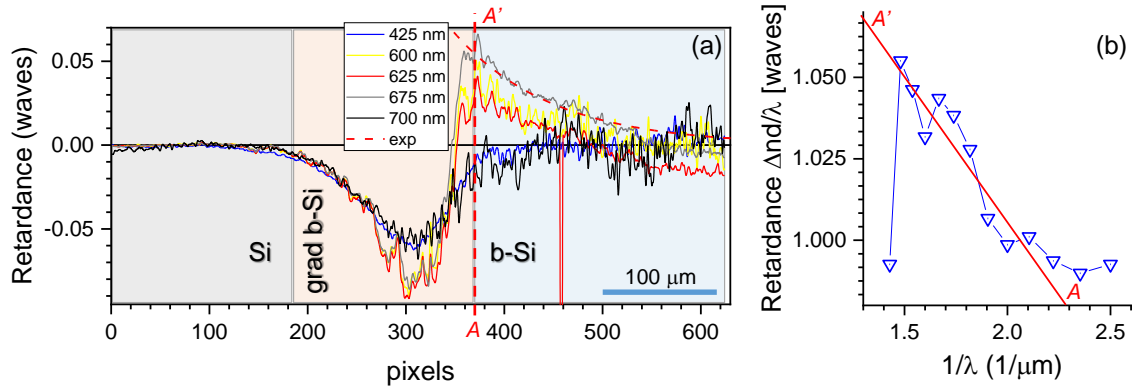 A'
(a)
425 nm
600 nm
625 nm
675 nm
700 nm
exp
Retardance (waves)
0.05
0.00
-0.05
Si
grad b-Si
b-Si
100 μm
0
100
200
300
400
500
600
A
pixels
(b)
A'
A
Retardance Δnd/λ [waves]
1.050
1.025
1.000
1.5
2.0
2.5
1/λ (1/μm)